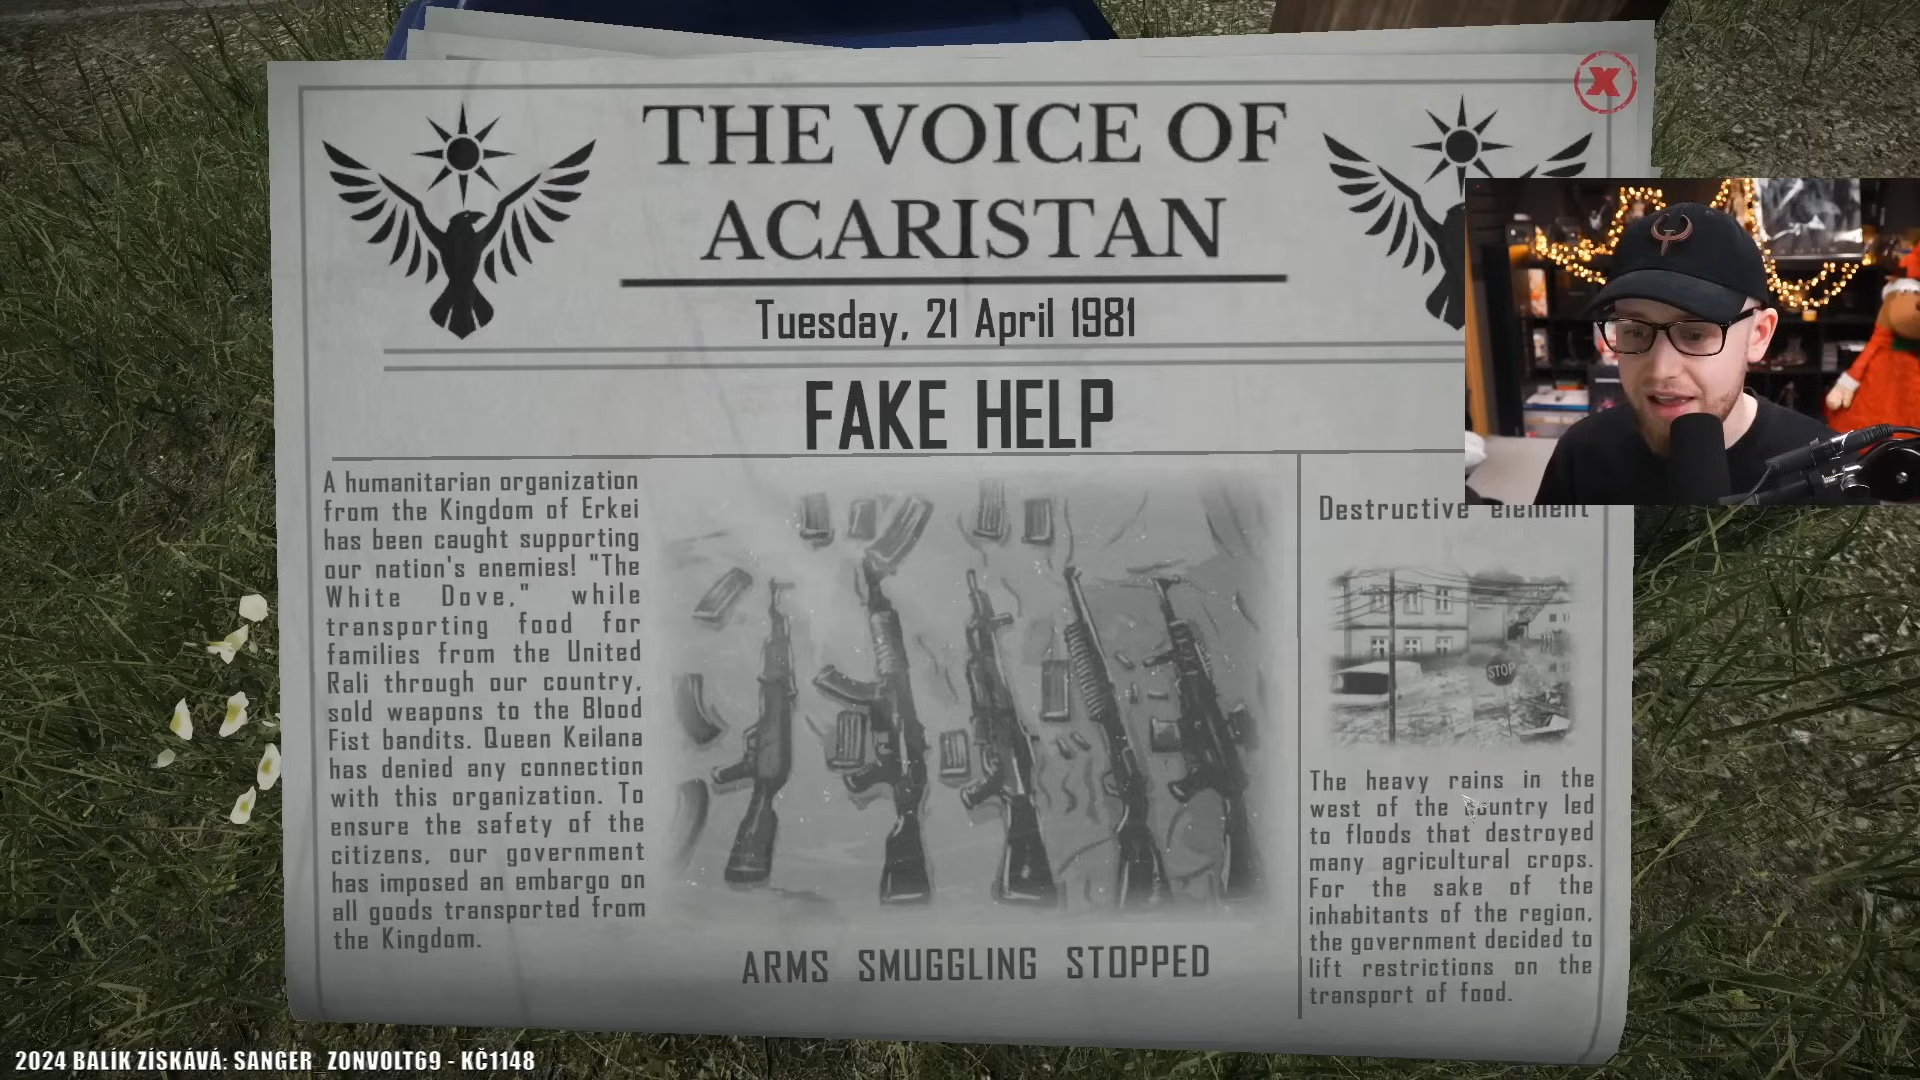 THE VOICE OF
ACARISTAN
Tuesday, 21 April 1981
FAKE HELP
A humanitarian organization
from the Kingdom of Erkei
has been caught supporting
our nation's enemies! "The
White Dove," while
transporting food for
families from the United
Rali through our country,
sold weapons to the Blood
Fist bandits. Queen Keilana
has denied any connection
with this organization. To
ensure the safety of the
citizens, our government
has imposed an embargo on
all goods transported from
the Kingdom.
ARMS SMUGGLING STOPPED
Destructive element
STOP
The heavy rains in the
west of the country led
to floods that destroyed
many agricultural crops.
For the sake of the
inhabitants of the region,
the government decided to
lift restrictions on the
transport of food.
X
2024 BALÍK ZÍSKÁVÁ: SANGER_ZONVOLT69 - KČ1148